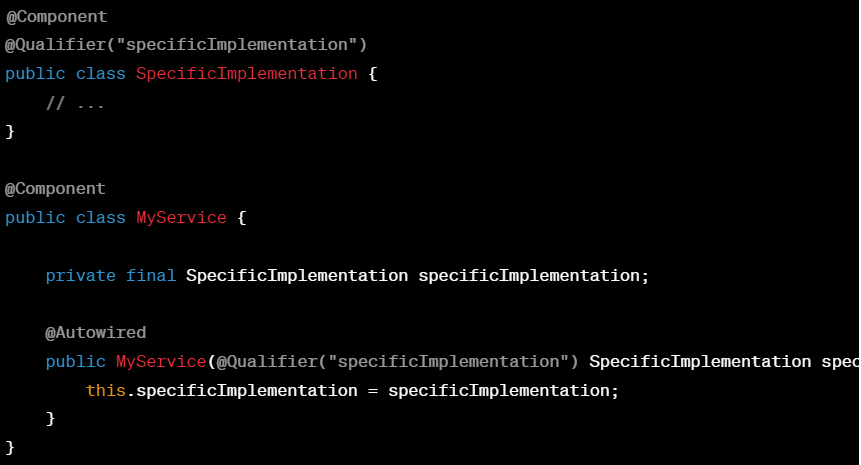 @Component
@Qualifier("specificImplementation")
public class SpecificImplementation {
    // ...
}
@Component
public class MyService {
    private final SpecificImplementation specificImplementation;
    @Autowired
    public MyService(@Qualifier("specificImplementation") SpecificImplementation spec
        this.specificImplementation = specificImplementation;
    }
}